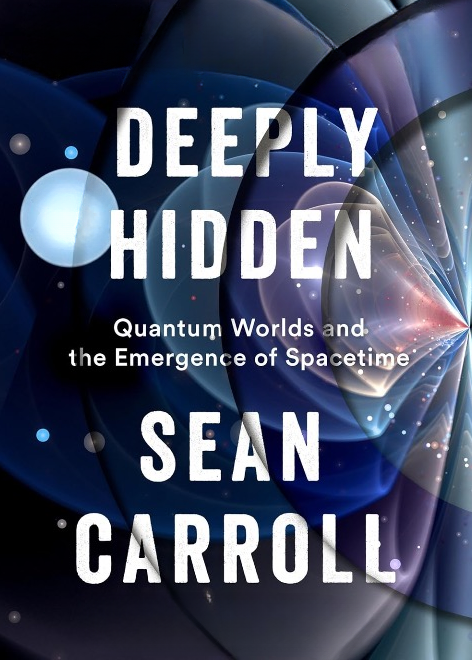 DEEPLY
HIDDEN
Quantum Worlds and
the Emergence of Spacetime
SEAN
CARROLL